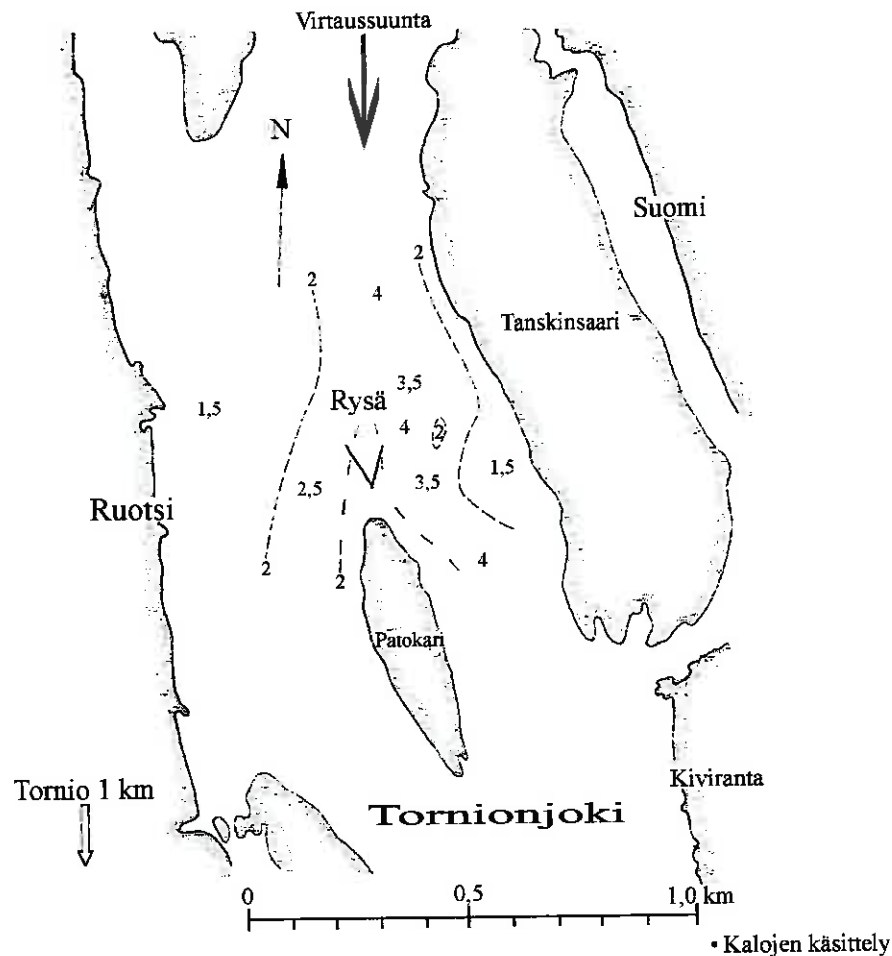 Virtaussuunta
N
Suomi
2
2
4
Tanskinsaari
3,5
1,5
Rysä
4
2
2,5
3,5
1,5
Ruotsi
2
2
4
Patokari
Tornio 1 km
Kiviranta
Tornionjoki
0
0,5
1,0 km
• Kalojen käsittely